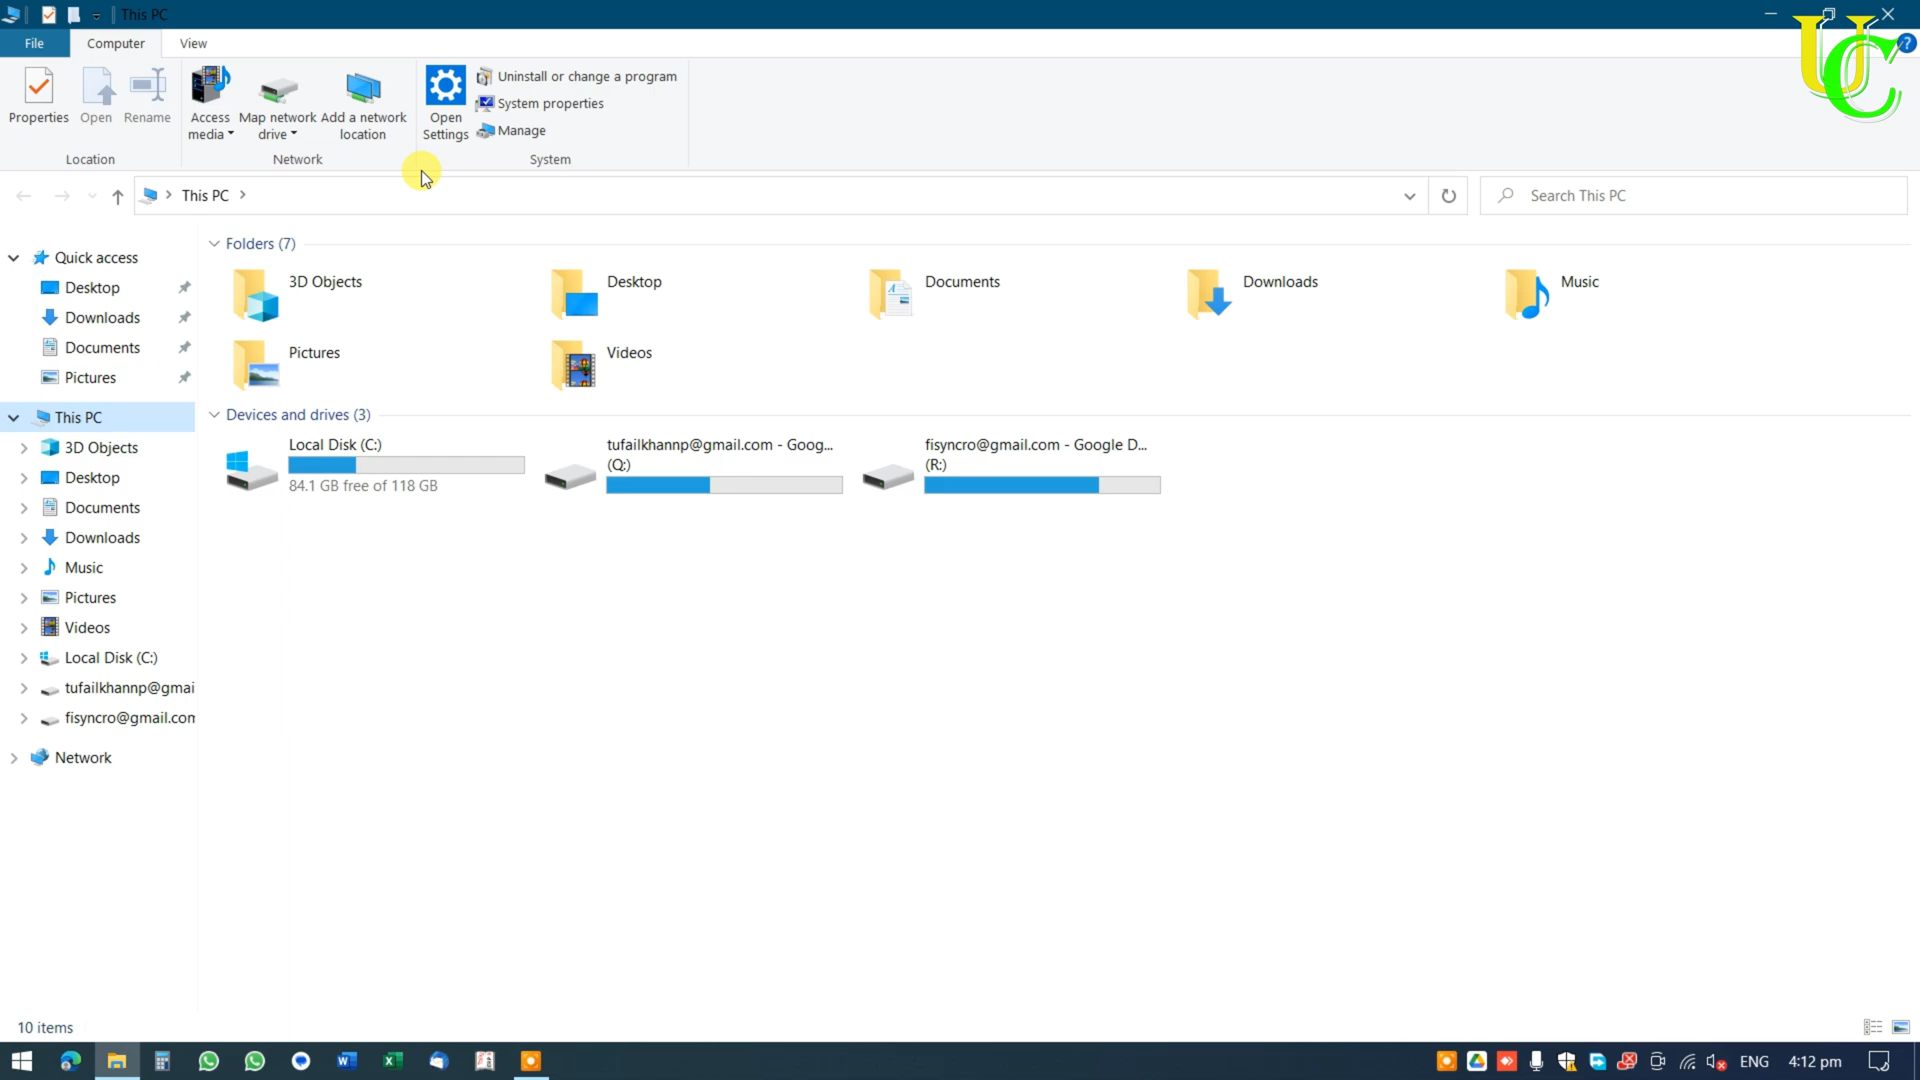 This PC
File
Computer
View
Properties
Open
Rename
Access media
Map network drive
Add a network location
Open Settings
Uninstall or change a program
System properties
Manage
Location
Network
System
This PC
Search This PC
Quick access
Desktop
Downloads
Documents
Pictures
This PC
3D Objects
Desktop
Documents
Downloads
Music
Pictures
Videos
Local Disk (C:)
tufailkhannp@gmai
fisyncro@gmail.con
Network
Folders (7)
3D Objects
Desktop
Documents
Downloads
Music
Pictures
Videos
Devices and drives (3)
Local Disk (C:)
84.1 GB free of 118 GB
tufailkhannp@gmail.com - Goog...
(Q:)
fisyncro@gmail.com - Google D...
(R:)
10 items
ENG
4:12 pm
UC